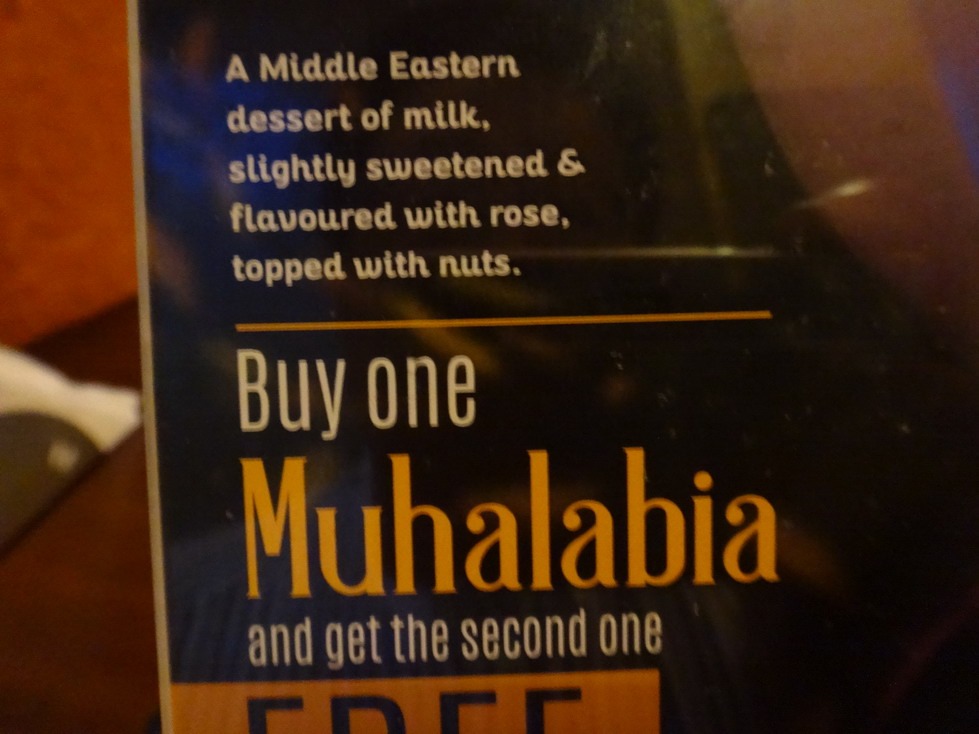 A Middle Eastern
dessert of milk,
slightly sweetened &
flavoured with rose,
topped with nuts.
Buy one
Muhalabia
and get the second one
FREE